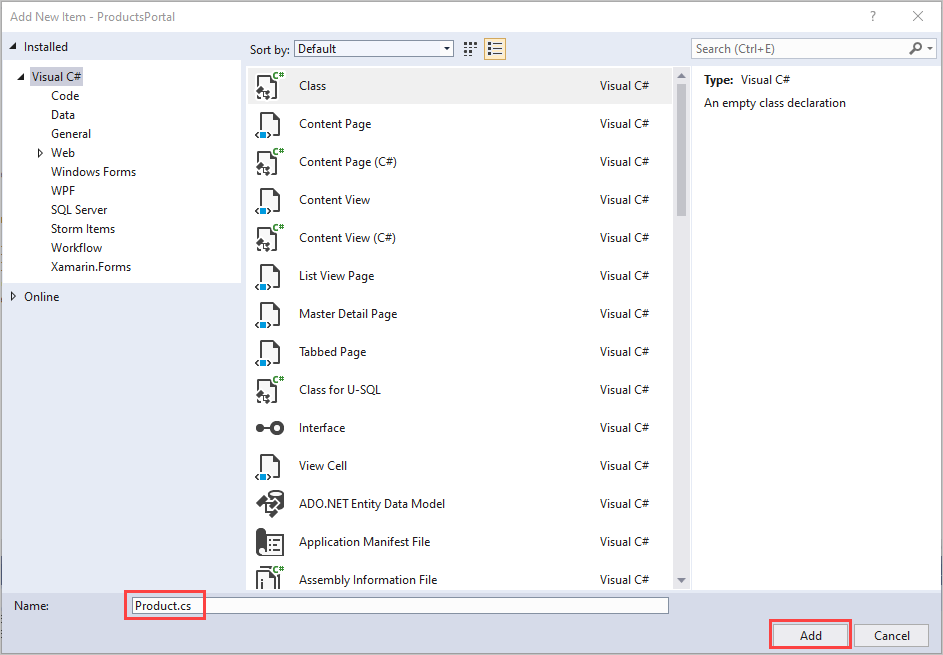 Add New Item - ProductsPortal ?
Installed
Sort by: Default
Search (Ctrl+E)
Visual C#
Code
Data
General
Web
Windows Forms
WPF
SQL Server
Storm Items
Workflow
Xamarin.Forms
Online
C# Class Visual C#
Content Page Visual C#
C# Content Page (C#) Visual C#
Content View Visual C#
C# Content View (C#) Visual C#
List View Page Visual C#
Master Detail Page Visual C#
Tabbed Page Visual C#
C# Class for U-SQL Visual C#
Interface Visual C#
View Cell Visual C#
ADO.NET Entity Data Model Visual C#
Application Manifest File Visual C#
C# Assembly Information File Visual C#
Type: Visual C#
An empty class declaration
Name: Product.cs
Add Cancel